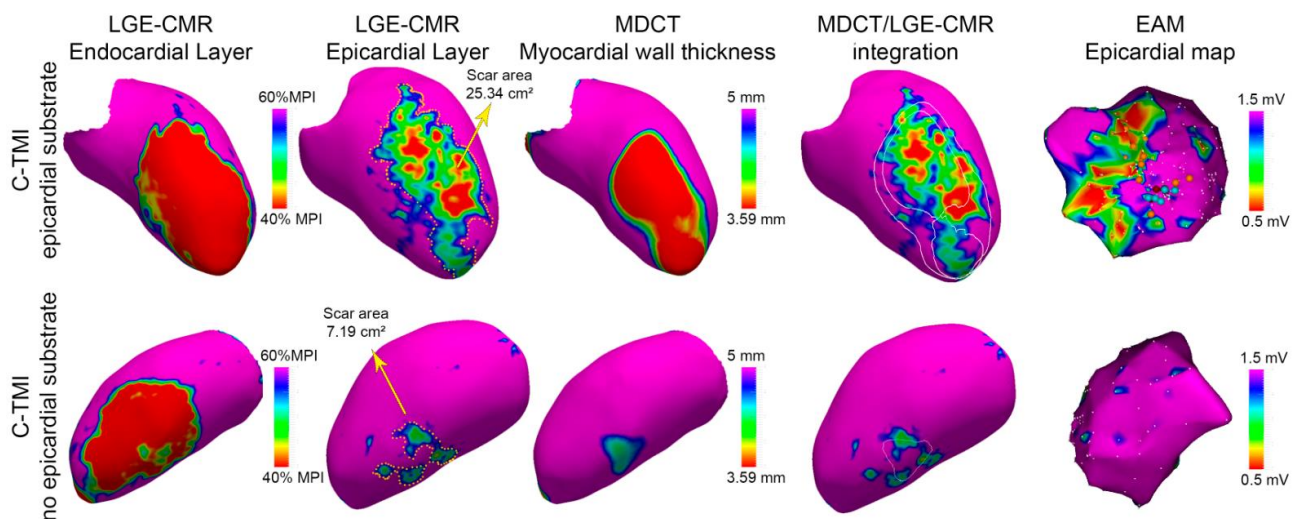 LGE-CMR
Endocardial Layer
LGE-CMR
Epicardial Layer
MDCT
Myocardial wall thickness
MDCT/LGE-CMR
integration
EAM
Epicardial map
C-TMI
epicardial substrate
60%MPI
40% MPI
Scar area
25.34 cm²
5 mm
3.59 mm
1.5 mV
0.5 mV
C-TMI
no epicardial substrate
60%MPI
40% MPI
Scar area
7.19 cm²
5 mm
3.59 mm
1.5 mV
0.5 mV